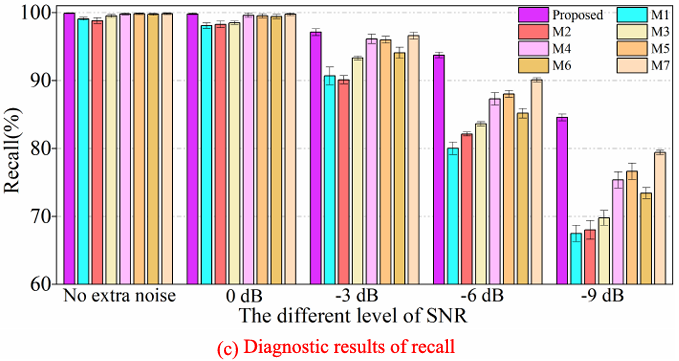 Recall(%)
100
90
80
70
60
Proposed
M1
M2
M3
M4
M5
M6
M7
No extra noise
0 dB
-3 dB
-6 dB
-9 dB
The different level of SNR
(c) Diagnostic results of recall